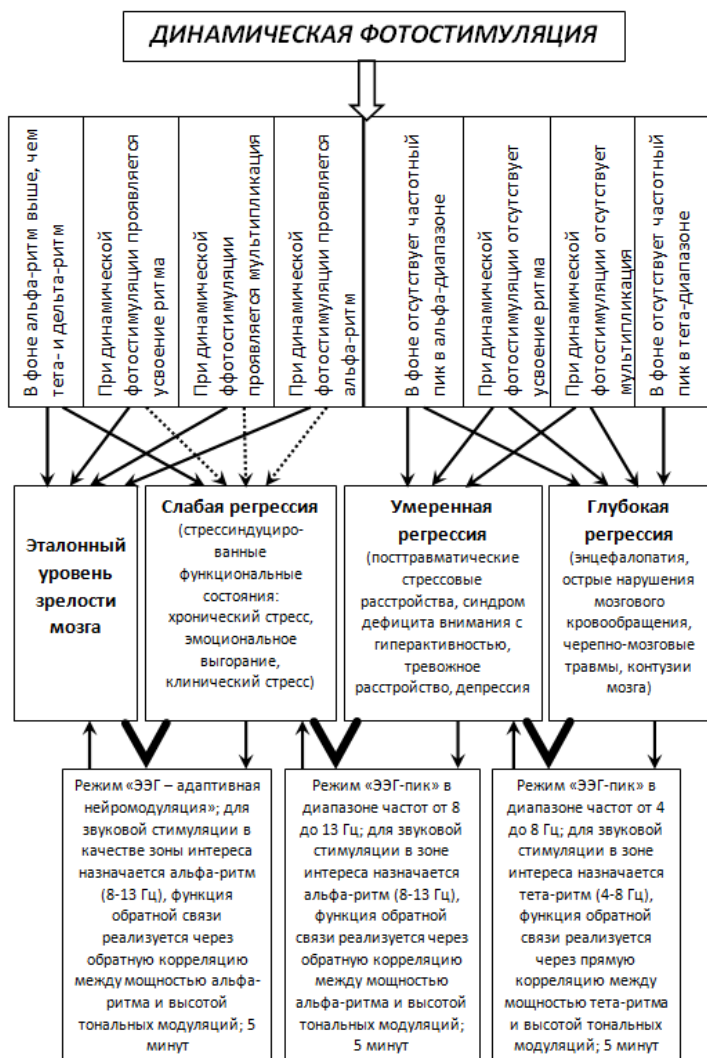 ДИНАМИЧЕСКАЯ ФОТОСТИМУЛЯЦИЯ
В фоне альфа-ритм выше, чем
тета- и дельта-ритм
При динамической
фотостимуляции проявляется
усвоение ритма
При динамической
ффотостимуляции
проявляется мультипликация
При динамической
фотостимуляции проявляется
альфа-ритм
В фоне отсутствует частотный
пик в альфа-диапазоне
При динамической
фотостимуляции отсутствует
усвоение ритма
При динамической
фотостимуляции отсутствует
мультипликация
В фоне отсутствует частотный
пик в тета-диапазоне
Эталонный
уровень
зрелости
мозга
Слабая регрессия
(стрессиндуциро-
ванные
функциональные
состояния:
хронический стресс,
эмоциональное
выгорание,
клинический стресс)
Умеренная
регрессия
(посттравматические
стрессовые
расстройства, синдром
дефицита внимания с
гиперактивностью,
тревожное
расстройство, депрессия
Глубокая
регрессия
(энцефалопатия,
острые нарушения
мозгового
кровообращения,
черепно-мозговые
травмы, контузии
мозга)
Режим «ЭЭГ – адаптивная
нейромодуляция»; для
звуковой стимуляции в
качестве зоны интереса
назначается альфа-ритм
(8-13 Гц), функция
обратной связи
реализуется через
обратную корреляцию
между мощностью альфа-
ритма и высотой
тональных модуляций; 5
минут
Режим «ЭЭГ-пик» в
диапазоне частот от 8
до 13 Гц; для звуковой
стимуляции в зоне
интереса назначается
альфа-ритм (8-13 Гц),
функция обратной
связи реализуется через
обратную корреляцию
между мощностью
альфа-ритма и высотой
тональных модуляций;
5 минут
Режим «ЭЭГ-пик» в
диапазоне частот от 4
до 8 Гц; для звуковой
стимуляции в зоне
интереса назначается
тета-ритм (4-8 Гц),
функция обратной
связи реализуется
через прямую
корреляцию между
мощностью тета-ритма
и высотой тональных
модуляций; 5 минут